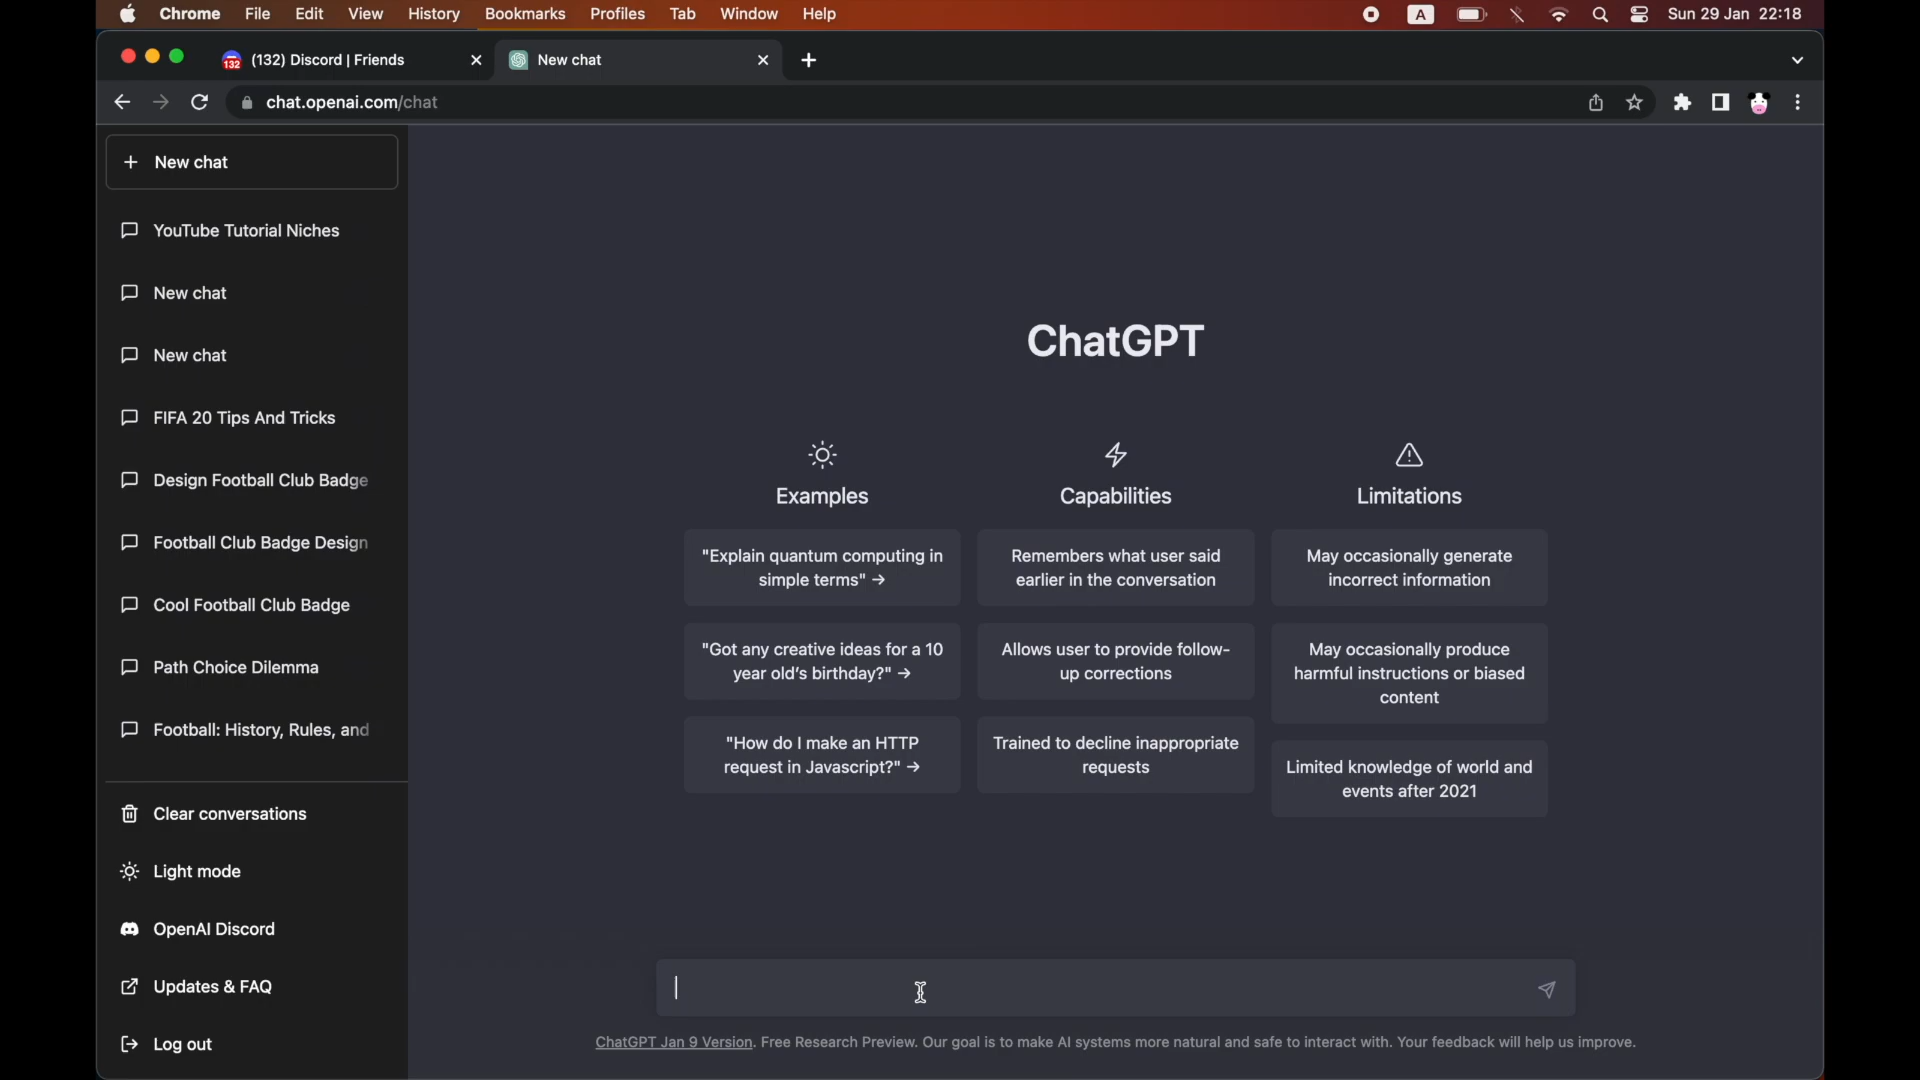 Chrome File Edit View History Bookmarks Profiles Tab Window Help A Sun 29 Jan 22:18
132 (132) Discord | Friends New chat
chat.openai.com/chat
New chat
YouTube Tutorial Niches
New chat
New chat
FIFA 20 Tips And Tricks
Design Football Club Badge
Football Club Badge Design
Cool Football Club Badge
Path Choice Dilemma
Football: History, Rules, and
Clear conversations
Light mode
OpenAI Discord
Updates & FAQ
Log out
ChatGPT
Examples
"Explain quantum computing in
simple terms" →
"Got any creative ideas for a 10
year old's birthday?" →
"How do I make an HTTP
request in Javascript?" →
Capabilities
Remembers what user said
earlier in the conversation
Allows user to provide follow-
up corrections
Trained to decline inappropriate
requests
Limitations
May occasionally generate
incorrect information
May occasionally produce
harmful instructions or biased
content
Limited knowledge of world and
events after 2021
ChatGPT Jan 9 Version. Free Research Preview. Our goal is to make AI systems more natural and safe to interact with. Your feedback will help us improve.